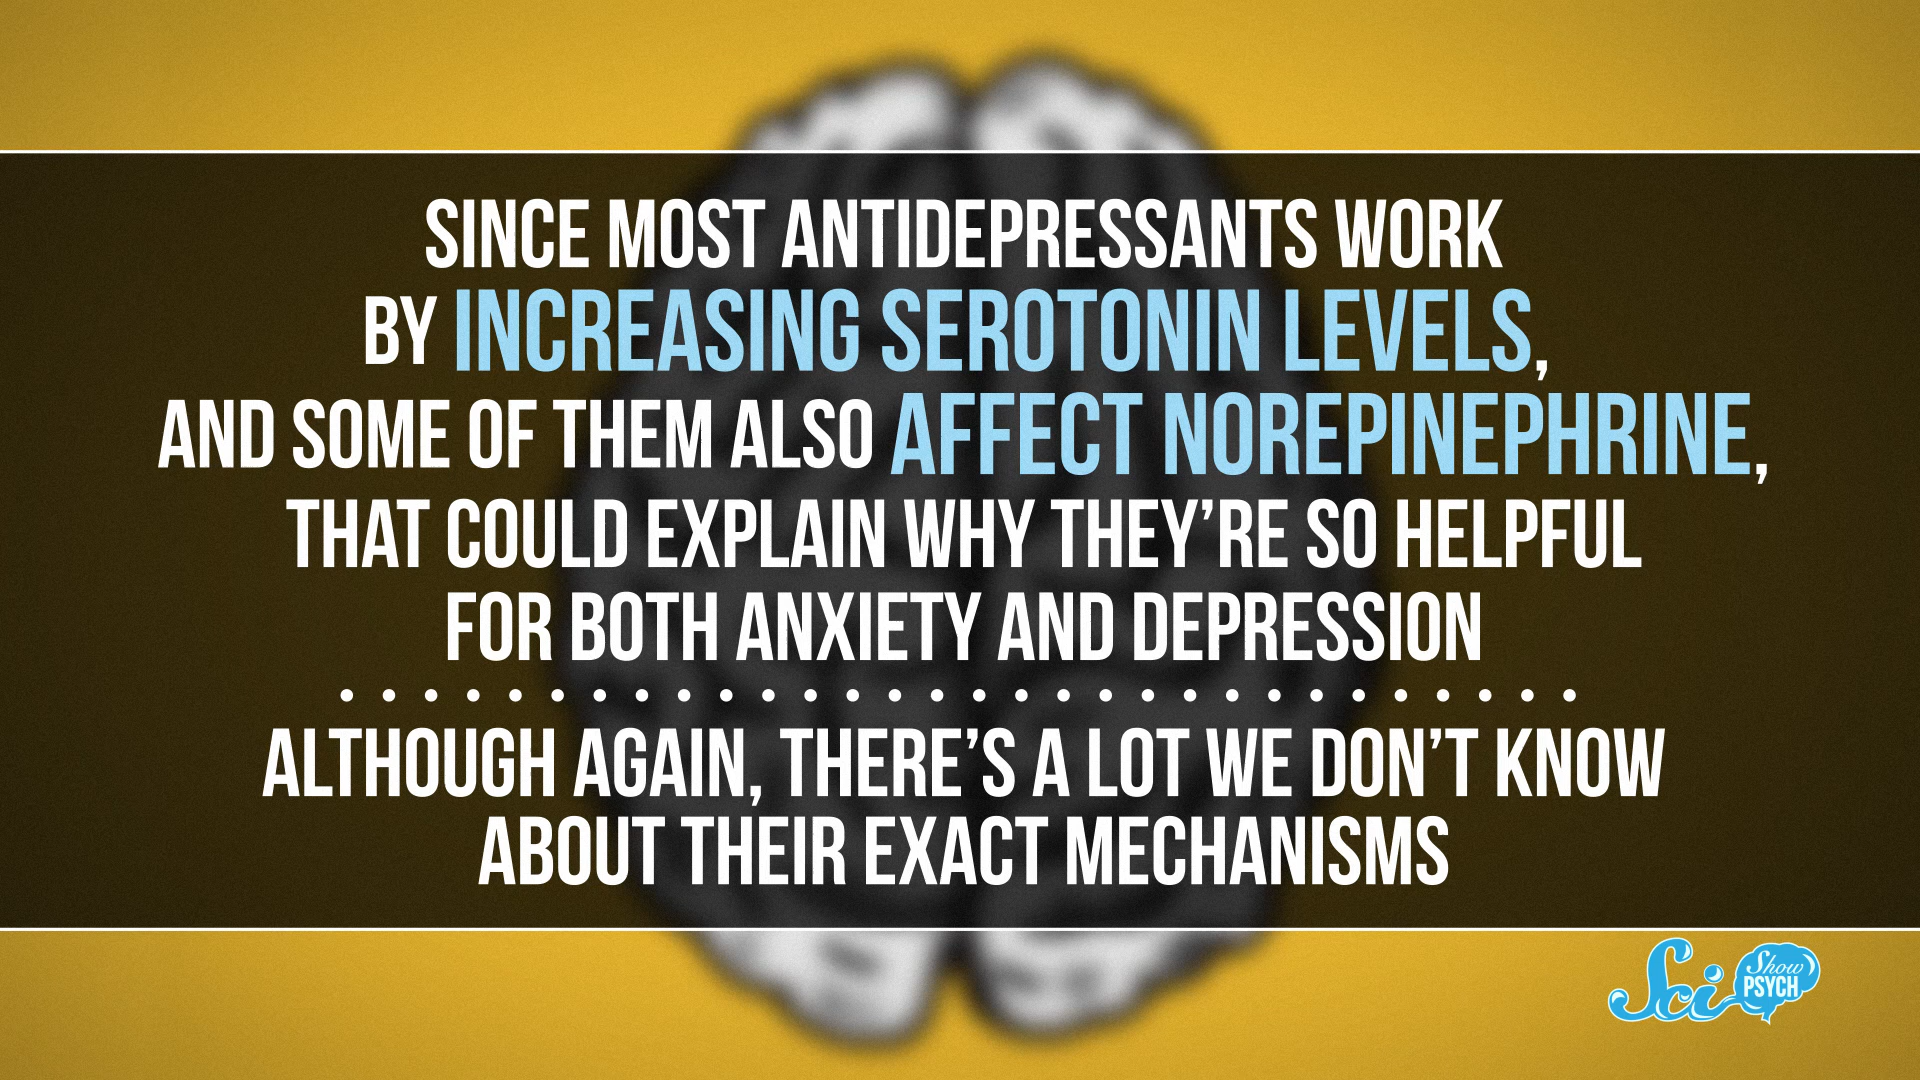 SINCE MOST ANTIDEPRESSANTS WORK
BY INCREASING SEROTONIN LEVELS,
AND SOME OF THEM ALSO AFFECT NOREPINEPHRINE,
THAT COULD EXPLAIN WHY THEY'RE SO HELPFUL
FOR BOTH ANXIETY AND DEPRESSION
ALTHOUGH AGAIN, THERE'S A LOT WE DON'T KNOW
ABOUT THEIR EXACT MECHANISMS
Sci Show
PSYCH